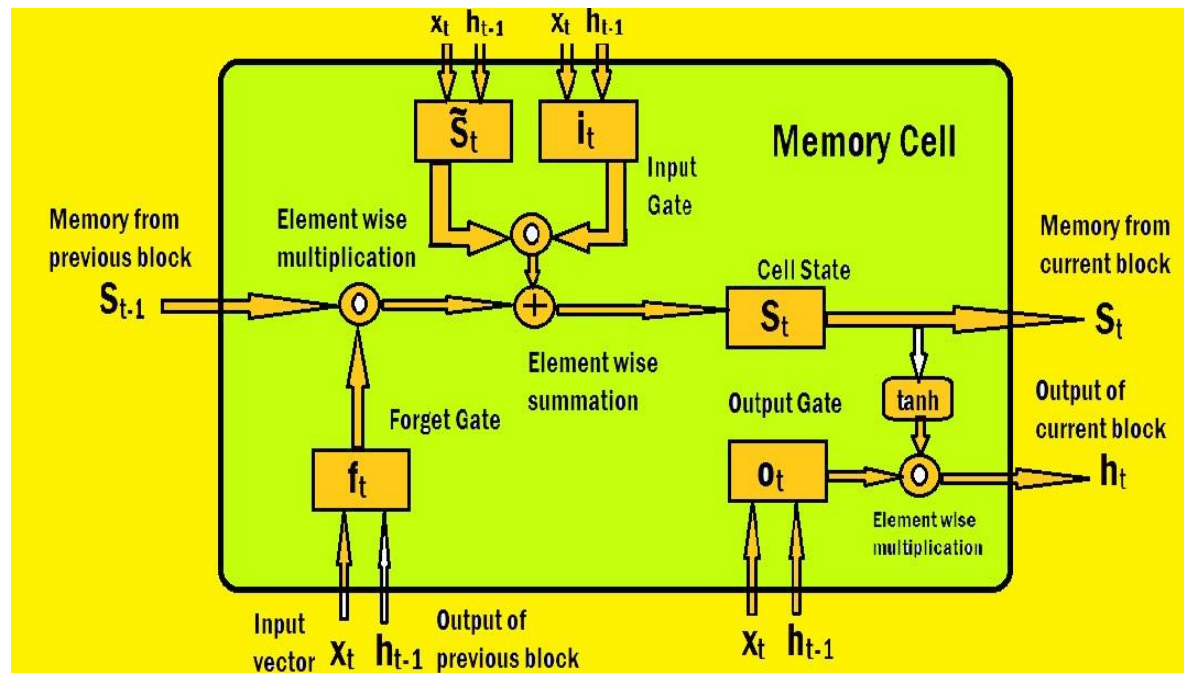 xt ht-1 xt ht-1
S̃t it
Memory Cell
Input
Gate
Memory from
previous block
St-1
Element wise
multiplication
O
O
+
Cell State
St
Memory from
current block
St
Element wise
summation
Forget Gate
ft
Output Gate
ot
tanh
O
Output of
current block
ht
Element wise
multiplication
Input
vector
xt ht-1
Output of
previous block
xt ht-1